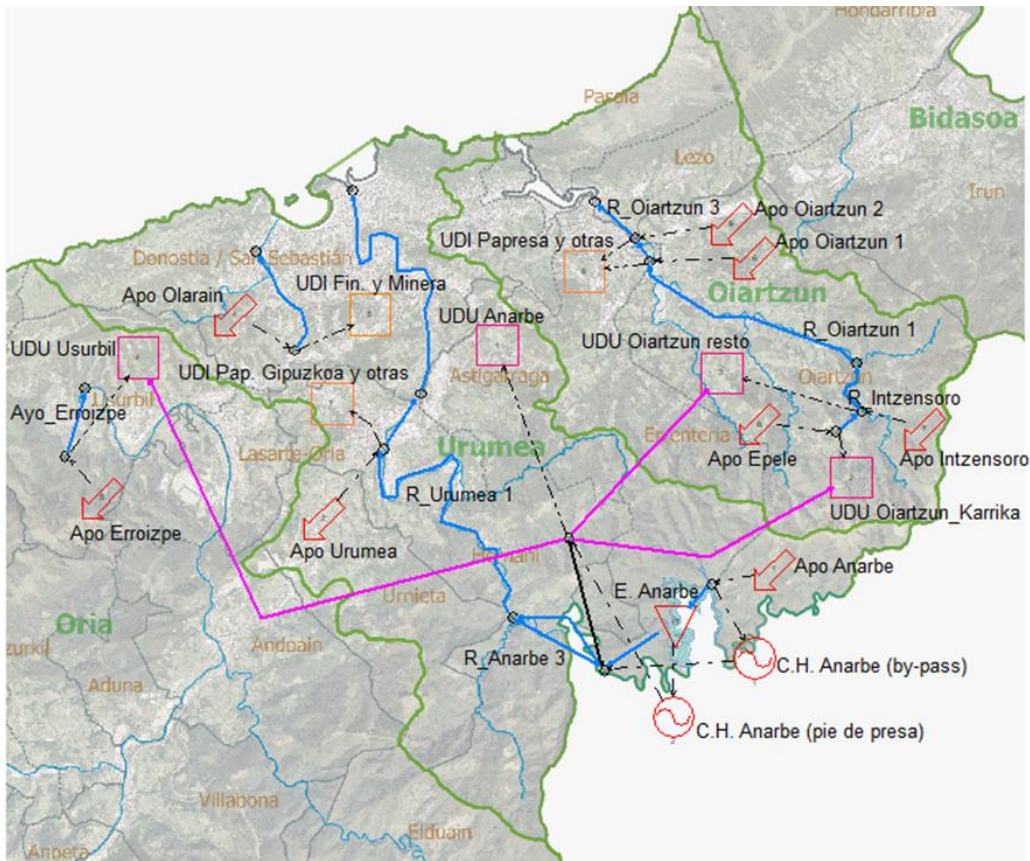 Hondarribia
Pasaia
Bidasoa
Lezo
Irun
R_Oiartzun 3
Apo Oiartzun 2
UDI Papresa y otras
Apo Oiartzun 1
Donostia / San Sebastián
UDI Fin. y Minera
Oiartzun
Apo Olarain
UDU Anarbe
R_Oiartzun 1
UDU Usurbil
UDU Oiartzun resto
UDI Pap. Gipuzkoa y otras
Astigarraga
Oiartzun
Usurbil
R_Intzensoro
Ayo_Erroizpe
Urumea
Errenteria
Lasarte-Oria
Apo Epele
Apo Intzensoro
R_Urumea 1
UDU Oiartzun_Karrika
Apo Erroizpe
Apo Urumea
Hernani
Apo Anarbe
E. Anarbe
Urnieta
Oria
zurkil
Andoain
R_Anarbe 3
C.H. Anarbe (by-pass)
Aduna
C.H. Anarbe (pie de presa)
Villabona
Elduain
Anoeta